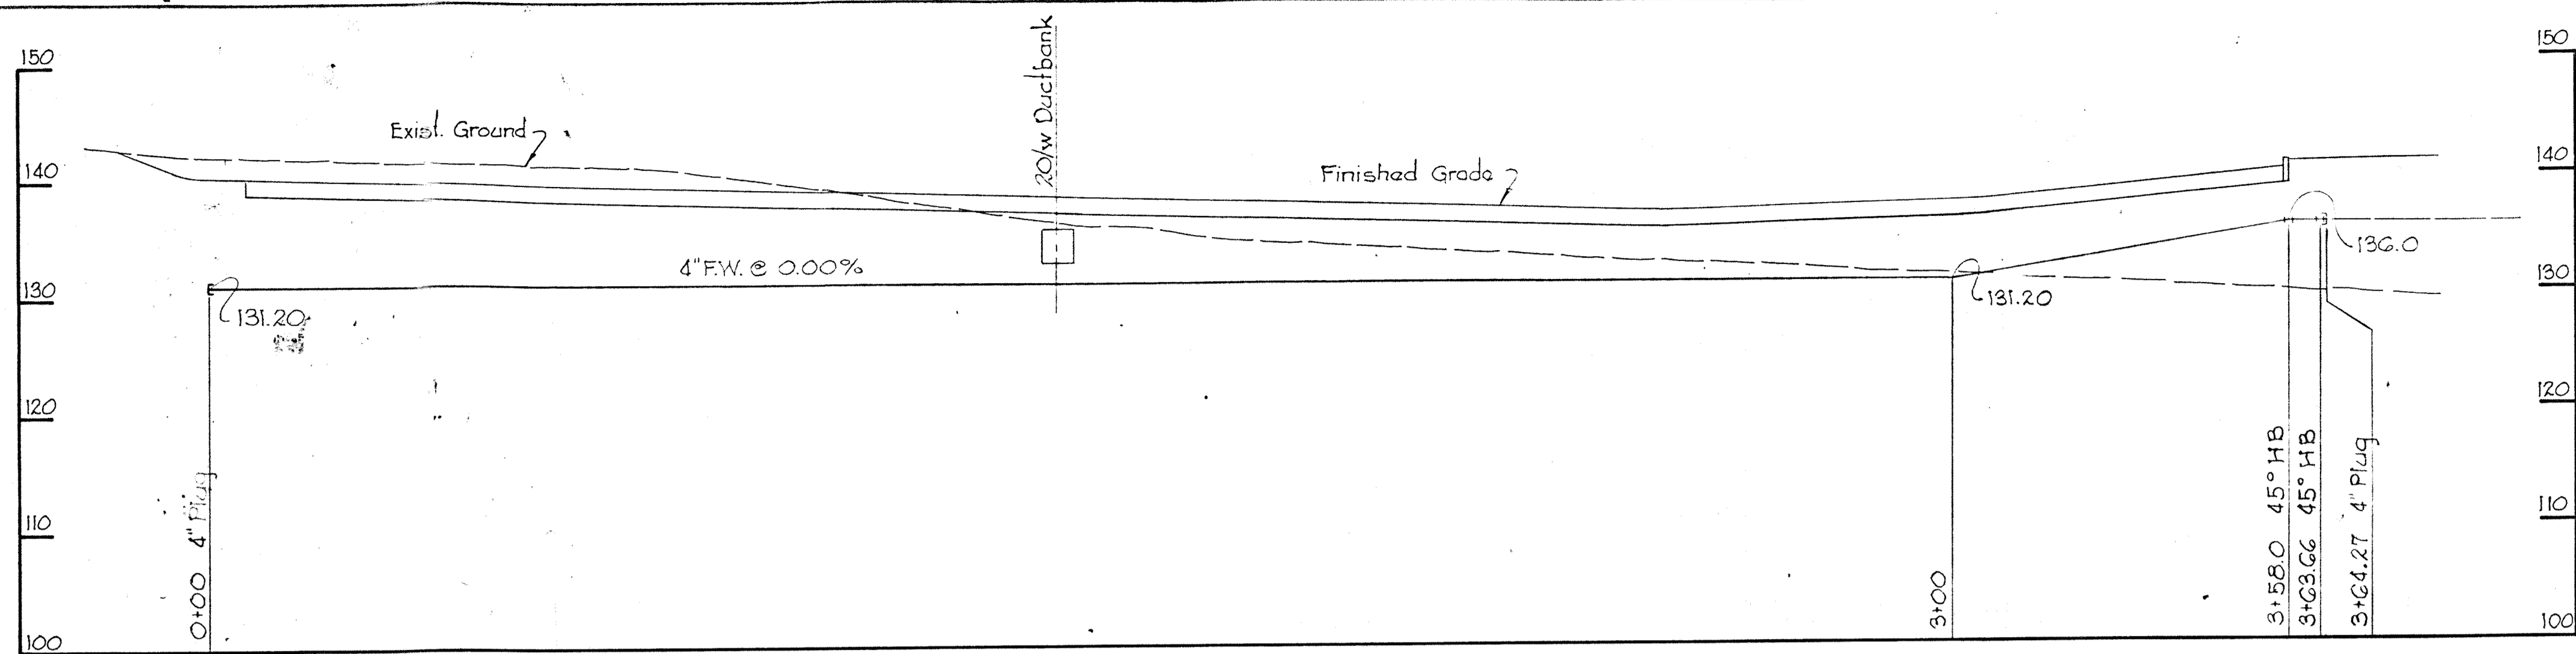 150
140
130
120
110
100
Exist. Ground
20/w Ductbank
Finished Grade
4" F.W. @ 0.00%
131.20
131.20
136.0
0+00 4" Plug
3+00
3+58.0 45° HB
3+63.66 45° HB
3+64.27 4" Plug
150
140
130
120
110
100